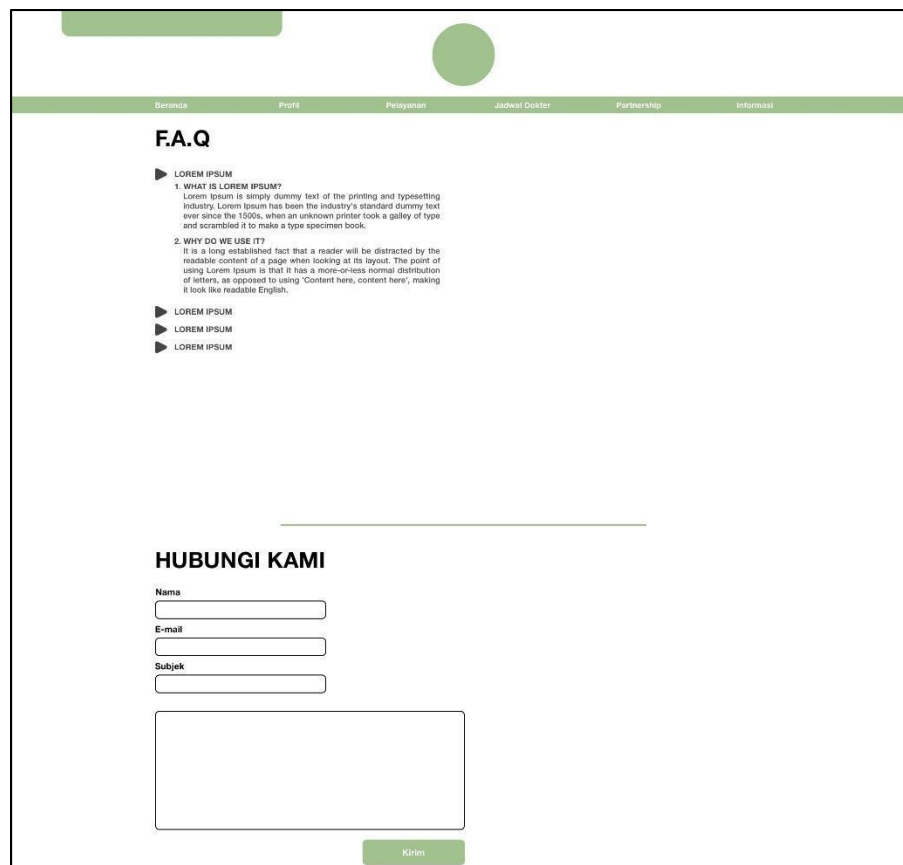 Beranda Profil Pelayanan Jadwal Dokter Partnership Informasi
F.A.Q
LOREM IPSUM
1. WHAT IS LOREM IPSUM?
Lorem Ipsum is simply dummy text of the printing and typesetting
industry. Lorem Ipsum has been the industry's standard dummy text
ever since the 1500s, when an unknown printer took a galley of type
and scrambled it to make a type specimen book.
2. WHY DO WE USE IT?
It is a long established fact that a reader will be distracted by the
readable content of a page when looking at its layout. The point of
using Lorem Ipsum is that it has a more-or-less normal distribution
of letters, as opposed to using 'Content here, content here', making
it look like readable English.
LOREM IPSUM
LOREM IPSUM
LOREM IPSUM
HUBUNGI KAMI
Nama
E-mail
Subjek
Kirim